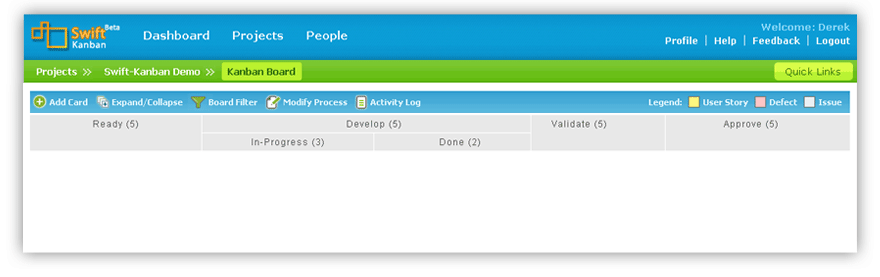 Swift Beta
Kanban
Dashboard Projects People
Welcome: Derek
Profile | Help | Feedback | Logout
Projects >> Swift-Kanban Demo >> Kanban Board Quick Links
Add Card Expand/Collapse Board Filter Modify Process Activity Log Legend: User Story Defect Issue
Ready (5) Develop (5) Validate (5) Approve (5)
In-Progress (3) Done (2)